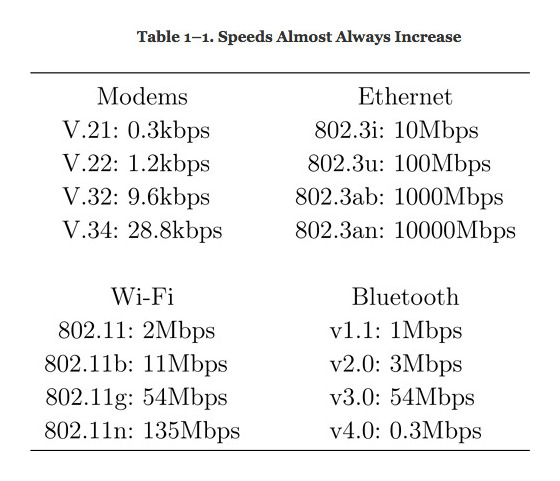 Table 1–1. Speeds Almost Always Increase
Modems
V.21: 0.3kbps
V.22: 1.2kbps
V.32: 9.6kbps
V.34: 28.8kbps
Ethernet
802.3i: 10Mbps
802.3u: 100Mbps
802.3ab: 1000Mbps
802.3an: 10000Mbps
Wi-Fi
802.11: 2Mbps
802.11b: 11Mbps
802.11g: 54Mbps
802.11n: 135Mbps
Bluetooth
v1.1: 1Mbps
v2.0: 3Mbps
v3.0: 54Mbps
v4.0: 0.3Mbps